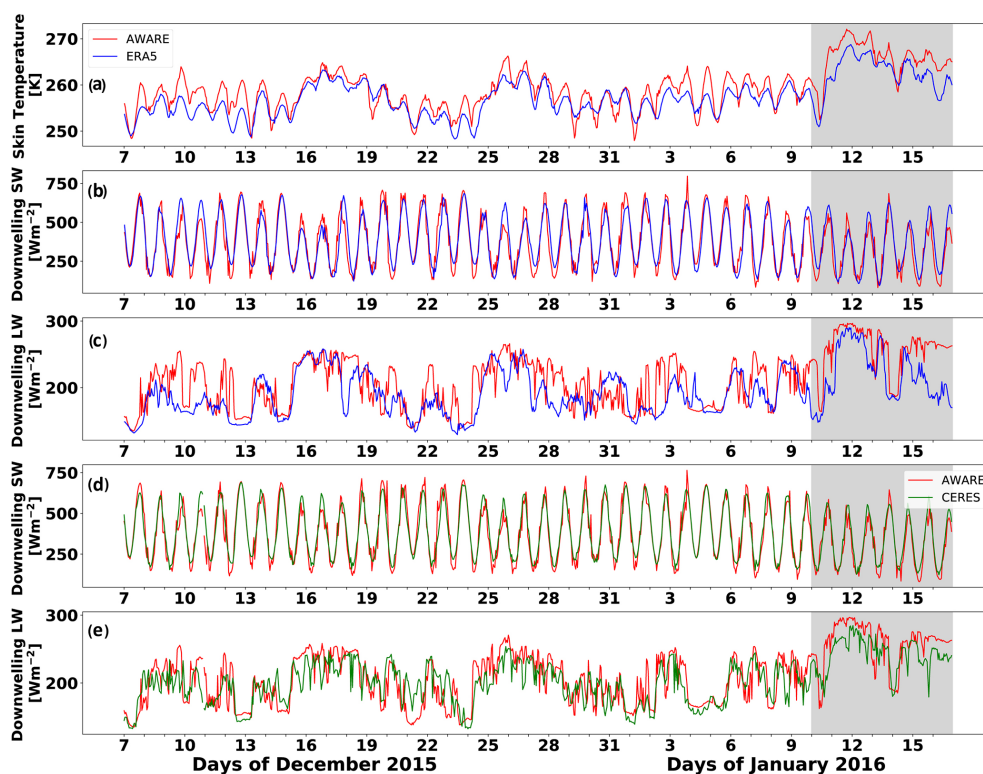 Skin Temperature
[K]
270
260
250
AWARE
ERA5
(a)
7 10 13 16 19 22 25 28 31 3 6 9 12 15
Downwelling SW
[Wm−2]
750
500
250
(b)
7 10 13 16 19 22 25 28 31 3 6 9 12 15
Downwelling LW
[Wm−2]
300
200
(c)
7 10 13 16 19 22 25 28 31 3 6 9 12 15
Downwelling SW
[Wm−2]
750
500
250
(d)
AWARE
CERES
7 10 13 16 19 22 25 28 31 3 6 9 12 15
Downwelling LW
[Wm−2]
300
200
(e)
7 10 13 16 19 22 25 28 31 3 6 9 12 15
Days of December 2015 Days of January 2016